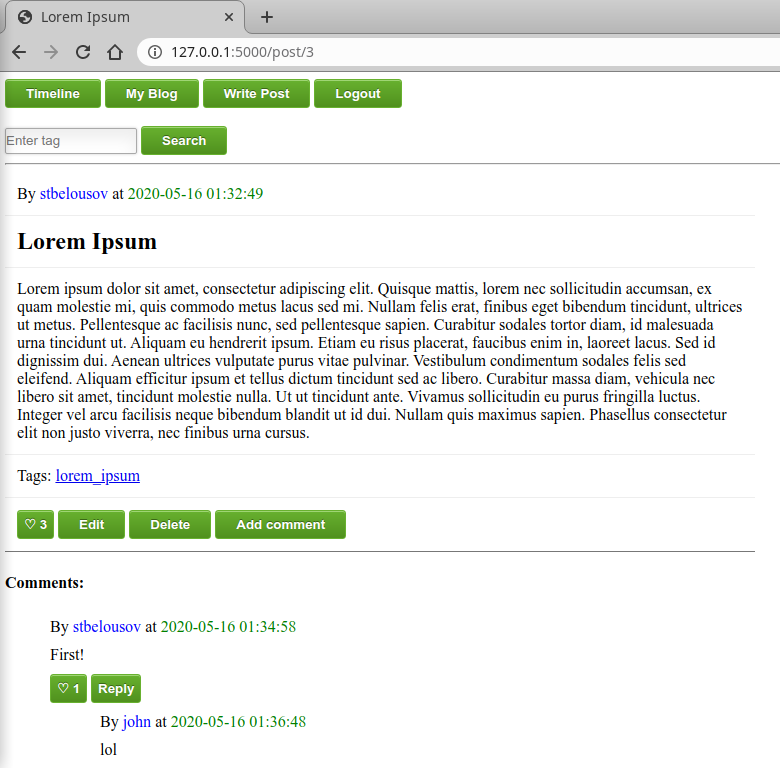 Lorem Ipsum
127.0.0.1:5000/post/3
Timeline My Blog Write Post Logout
Enter tag Search
By stbelousov at 2020-05-16 01:32:49
Lorem Ipsum
Lorem ipsum dolor sit amet, consectetur adipiscing elit. Quisque mattis, lorem nec sollicitudin accumsan, ex
quam molestie mi, quis commodo metus lacus sed mi. Nullam felis erat, finibus eget bibendum tincidunt, ultrices
ut metus. Pellentesque ac facilisis nunc, sed pellentesque sapien. Curabitur sodales tortor diam, id malesuada
urna tincidunt ut. Aliquam eu hendrerit ipsum. Etiam eu risus placerat, faucibus enim in, laoreet lacus. Sed id
dignissim dui. Aenean ultrices vulputate purus vitae pulvinar. Vestibulum condimentum sodales felis sed
eleifend. Aliquam efficitur ipsum et tellus dictum tincidunt sed ac libero. Curabitur massa diam, vehicula nec
libero sit amet, tincidunt molestie nulla. Ut ut tincidunt ante. Vivamus sollicitudin eu purus fringilla luctus.
Integer vel arcu facilisis neque bibendum blandit ut id dui. Nullam quis maximus sapien. Phasellus consectetur
elit non justo viverra, nec finibus urna cursus.
Tags: lorem_ipsum
♡ 3 Edit Delete Add comment
Comments:
By stbelousov at 2020-05-16 01:34:58
First!
♡ 1 Reply
By john at 2020-05-16 01:36:48
lol